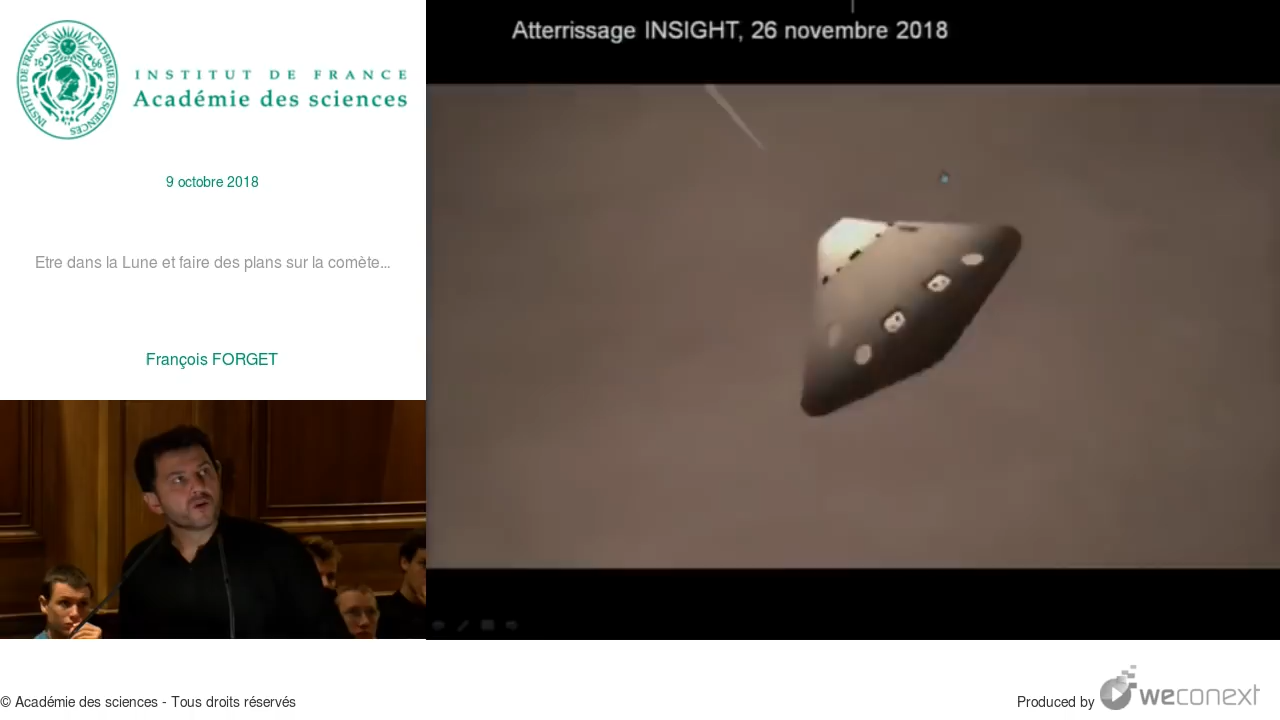 INSTITUT DE FRANCE
Académie des sciences
9 octobre 2018
Etre dans la Lune et faire des plans sur la comète...
François FORGET
Atterrissage INSIGHT, 26 novembre 2018
© Académie des sciences - Tous droits réservés
Produced by weconext